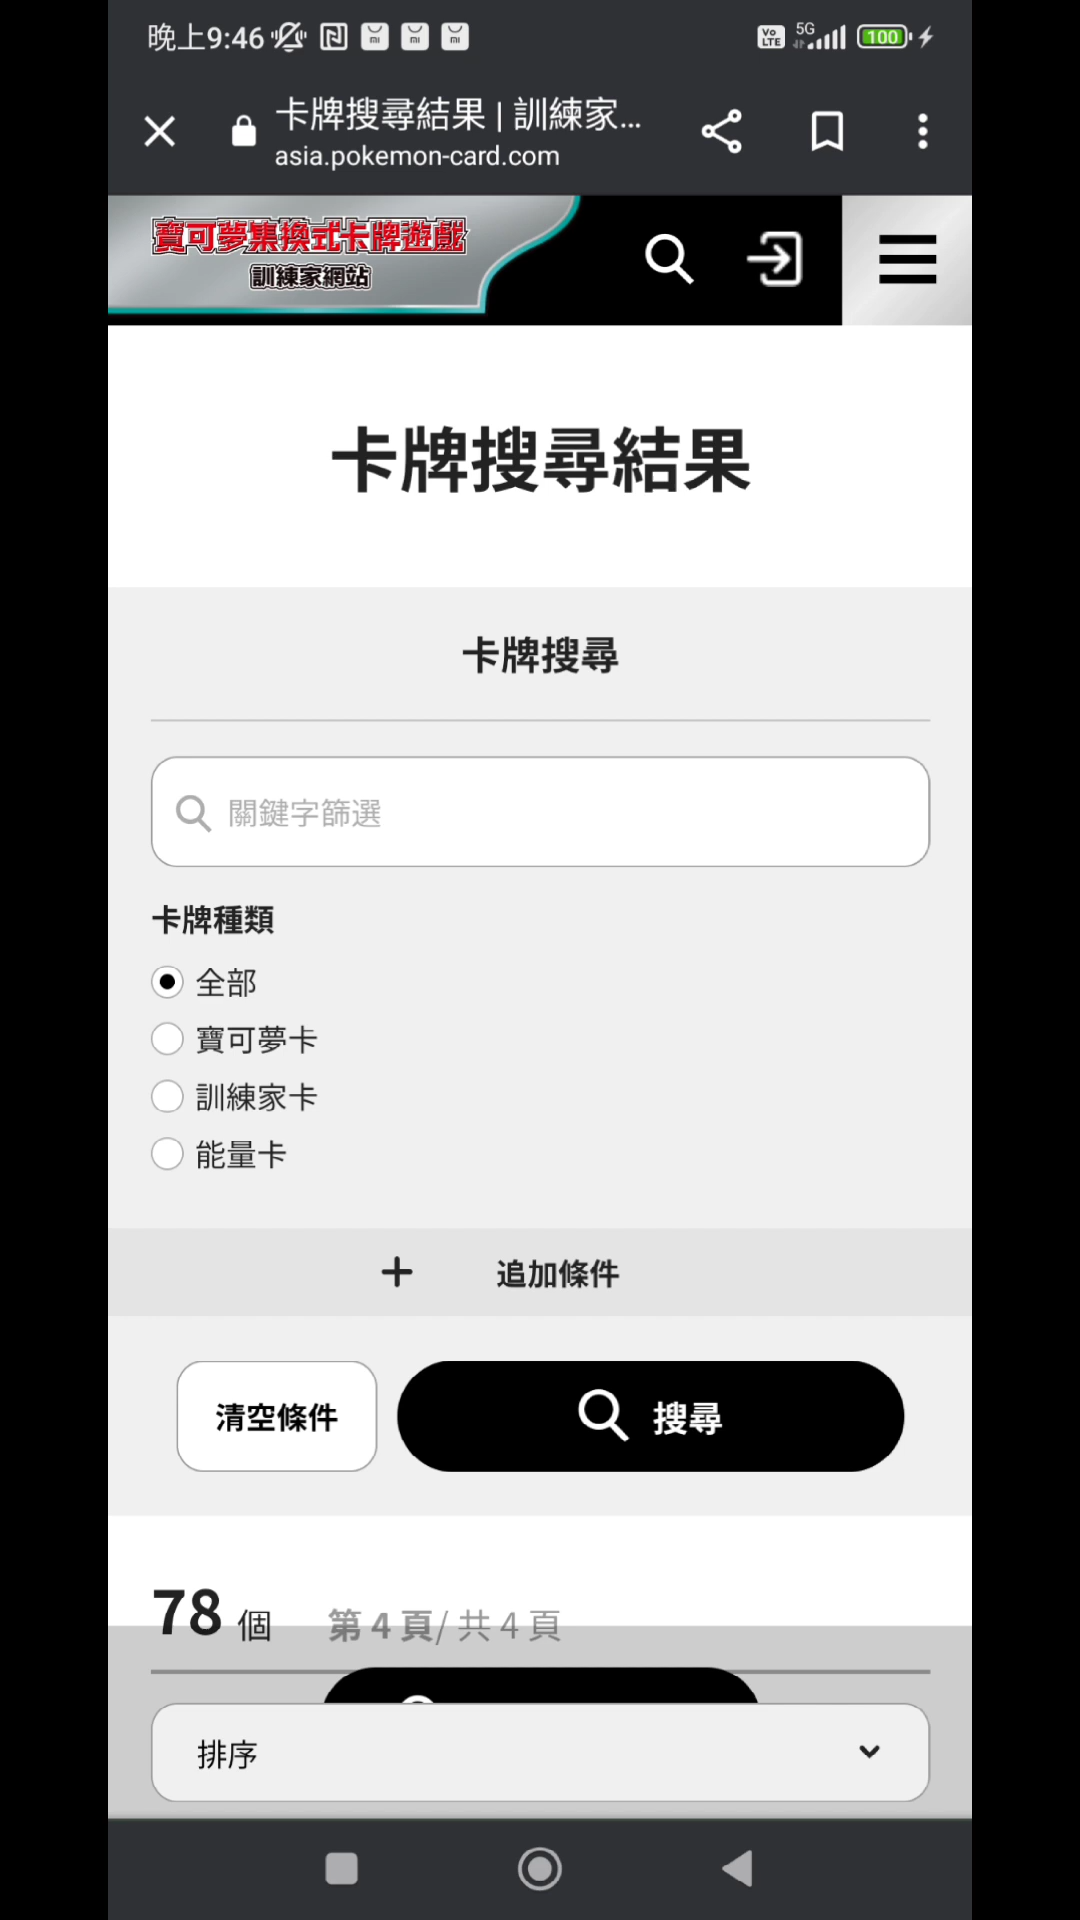 晚上9:46
Vo LTE 5G 100
卡牌搜尋結果 | 訓練家...
asia.pokemon-card.com
寶可夢集換式卡牌遊戲
訓練家網站
卡牌搜尋結果
卡牌搜尋
關鍵字篩選
卡牌種類
全部
寶可夢卡
訓練家卡
能量卡
+ 追加條件
清空條件
搜尋
78 個 第 4 頁/ 共 4 頁
排序